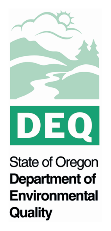 DEQ
State of Oregon
Department of
Environmental
Quality